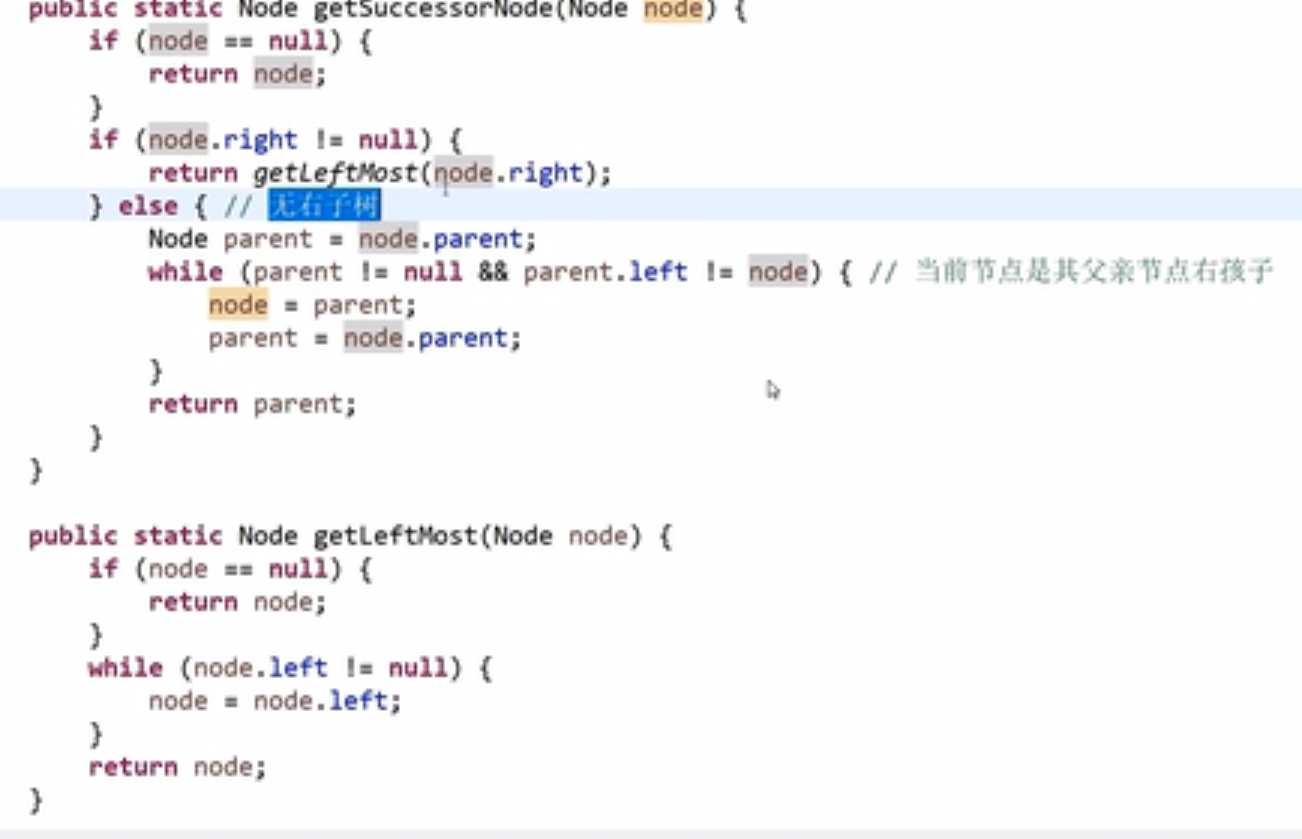 public static Node getSuccessorNode(Node node) {
if (node == null) {
return node;
}
if (node.right != null) {
return getLeftMost(node.right);
} else { // 无右子树
Node parent = node.parent;
while (parent != null && parent.left != node) { // 当前节点是其父亲节点右孩子
node = parent;
parent = node.parent;
}
return parent;
}
}
public static Node getLeftMost(Node node) {
if (node == null) {
return node;
}
while (node.left != null) {
node = node.left;
}
return node;
}